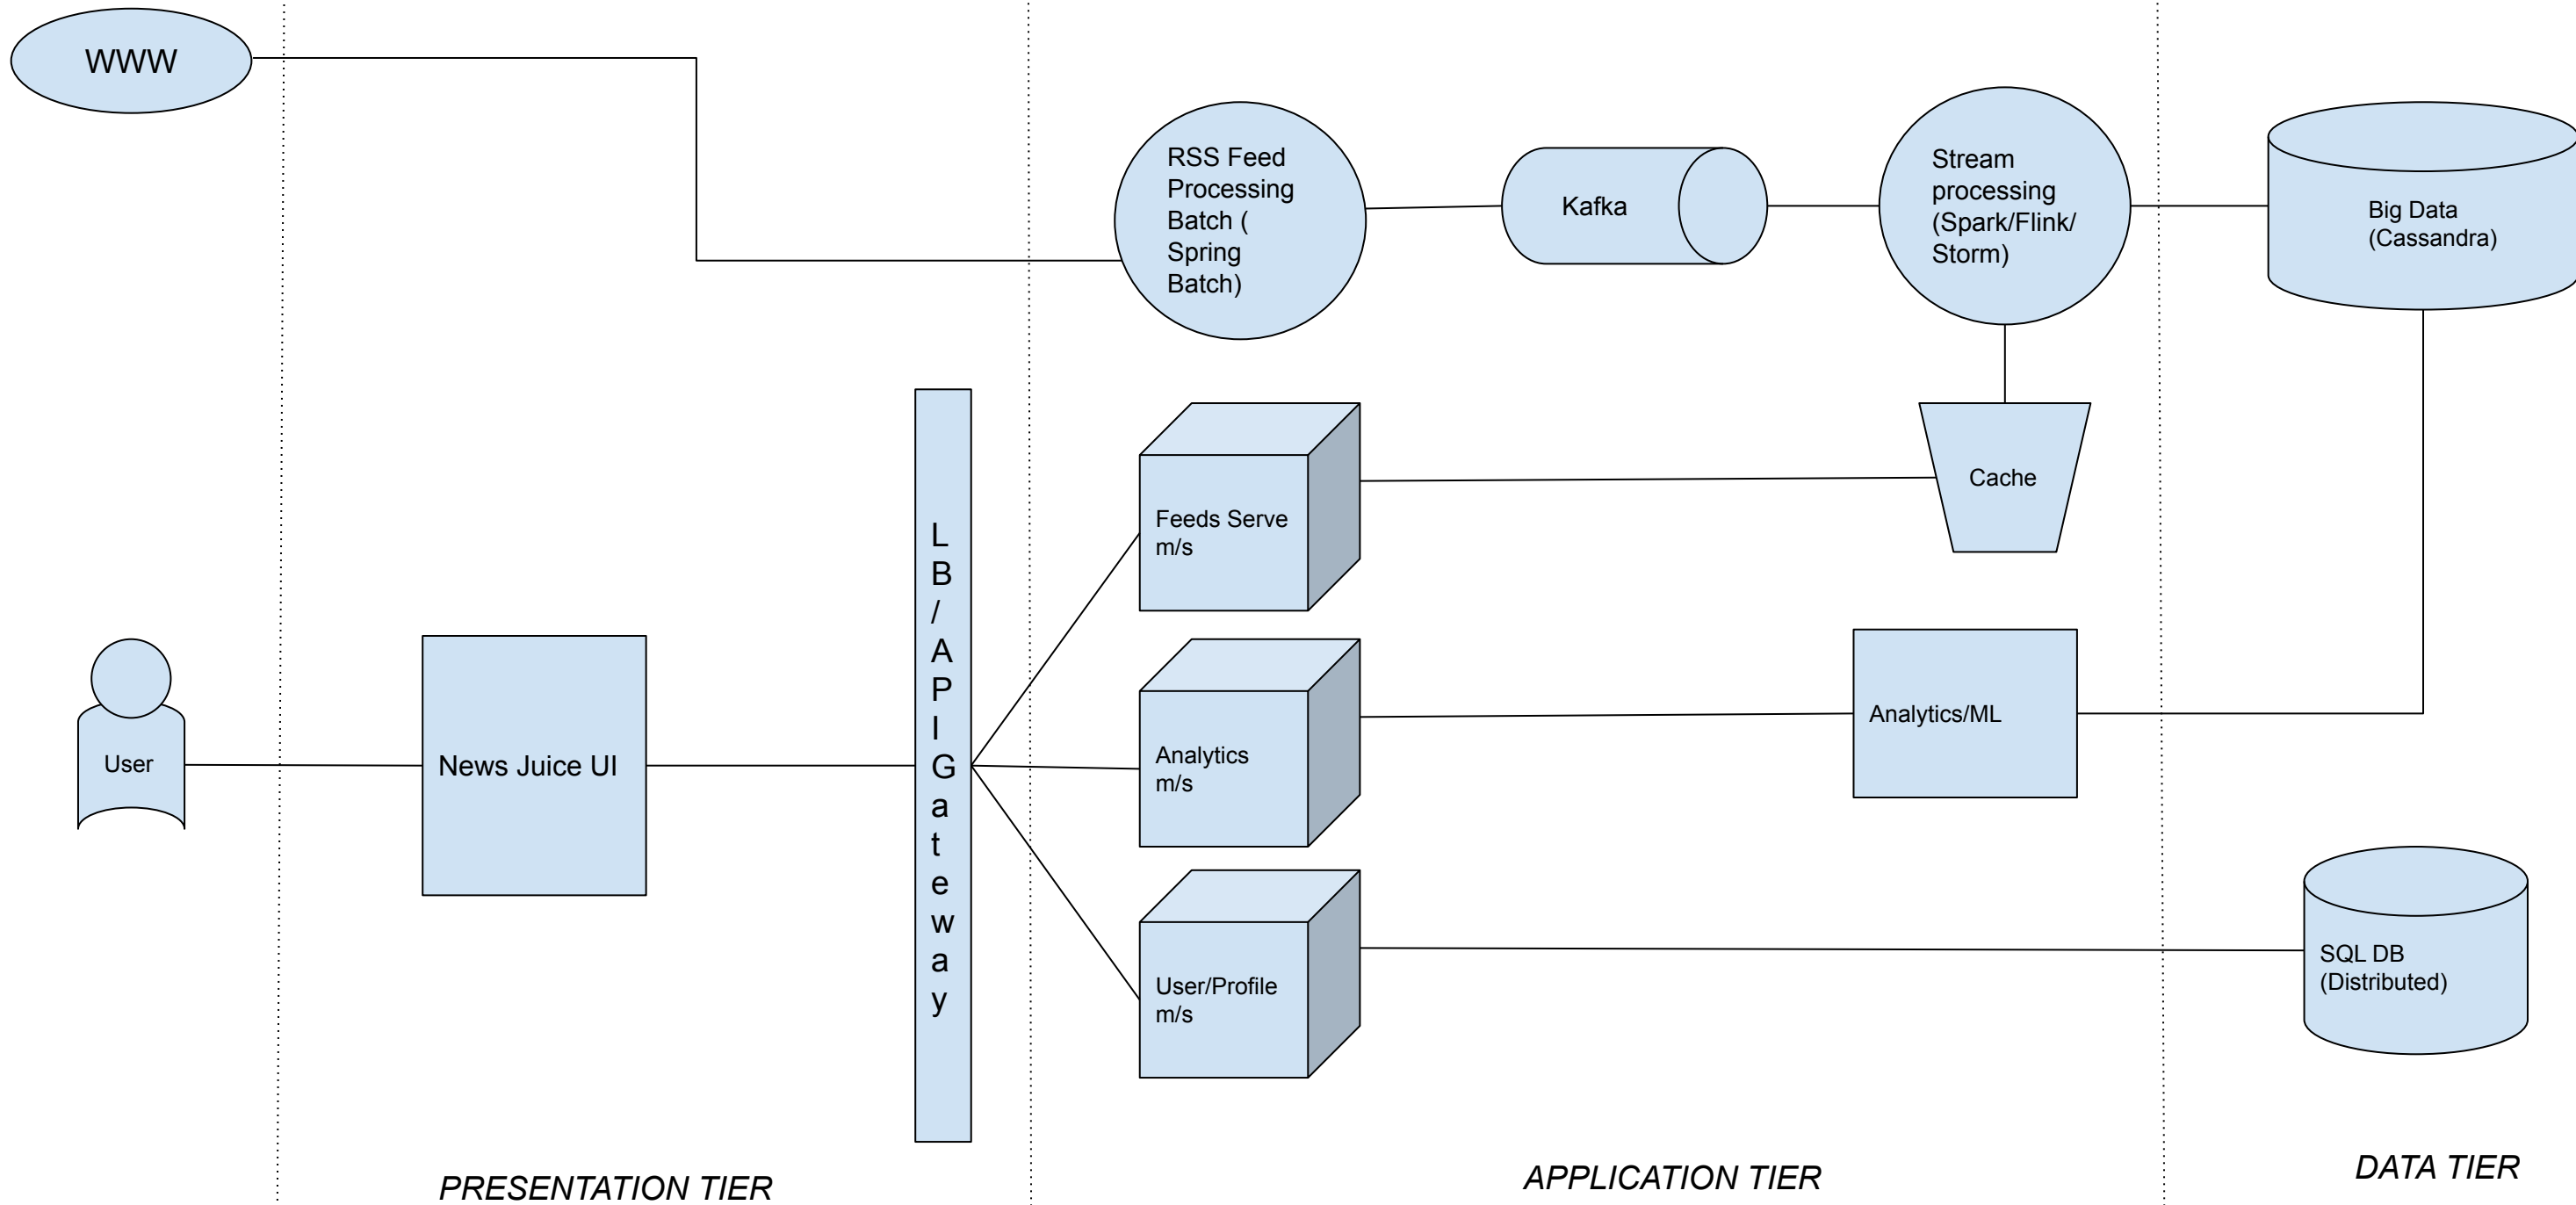 WWW
RSS Feed
Processing
Batch (
Spring
Batch)
Kafka
Stream
processing
(Spark/Flink/
Storm)
Big Data
(Cassandra)
Feeds Serve
m/s
Cache
User
News Juice UI
L
B
/
A
P
I
G
a
t
e
w
a
y
Analytics
m/s
Analytics/ML
User/Profile
m/s
SQL DB
(Distributed)
PRESENTATION TIER
APPLICATION TIER
DATA TIER